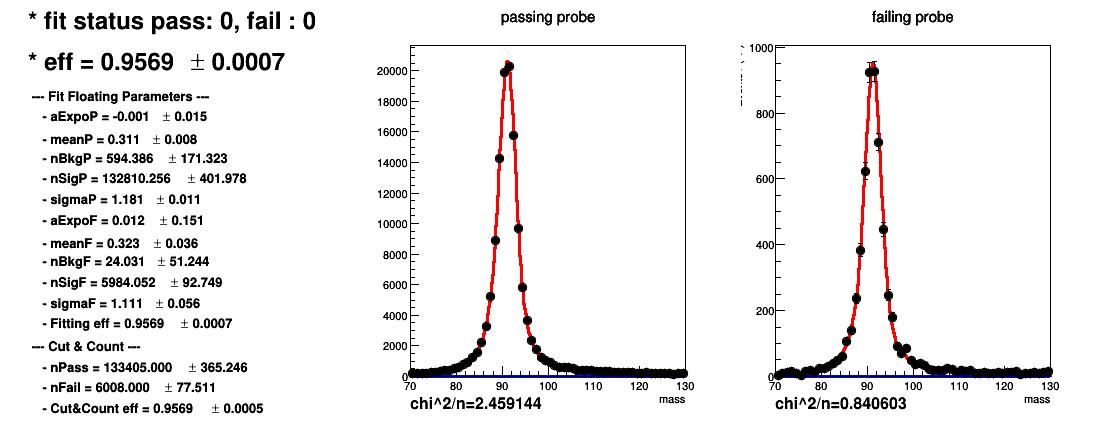 * fit status pass: 0, fail : 0
* eff = 0.9569 ± 0.0007
--- Fit Floating Parameters ---
- aExpoP = -0.001 ± 0.015
- meanP = 0.311 ± 0.008
- nBkgP = 594.386 ± 171.323
- nSigP = 132810.256 ± 401.978
- sigmaP = 1.181 ± 0.011
- aExpoF = 0.012 ± 0.151
- meanF = 0.323 ± 0.036
- nBkgF = 24.031 ± 51.244
- nSigF = 5984.052 ± 92.749
- sigmaF = 1.111 ± 0.056
- Fitting eff = 0.9569 ± 0.0007
--- Cut & Count ---
- nPass = 133405.000 ± 365.246
- nFail = 6008.000 ± 77.511
- Cut&Count eff = 0.9569 ± 0.0005
passing probe
20000
18000
16000
14000
12000
10000
8000
6000
4000
2000
0
70 80 90 100 110 120 130
mass
chi^2/n=2.459144
failing probe
1000
800
600
400
200
0
70 80 90 100 110 120 130
mass
chi^2/n=0.840603